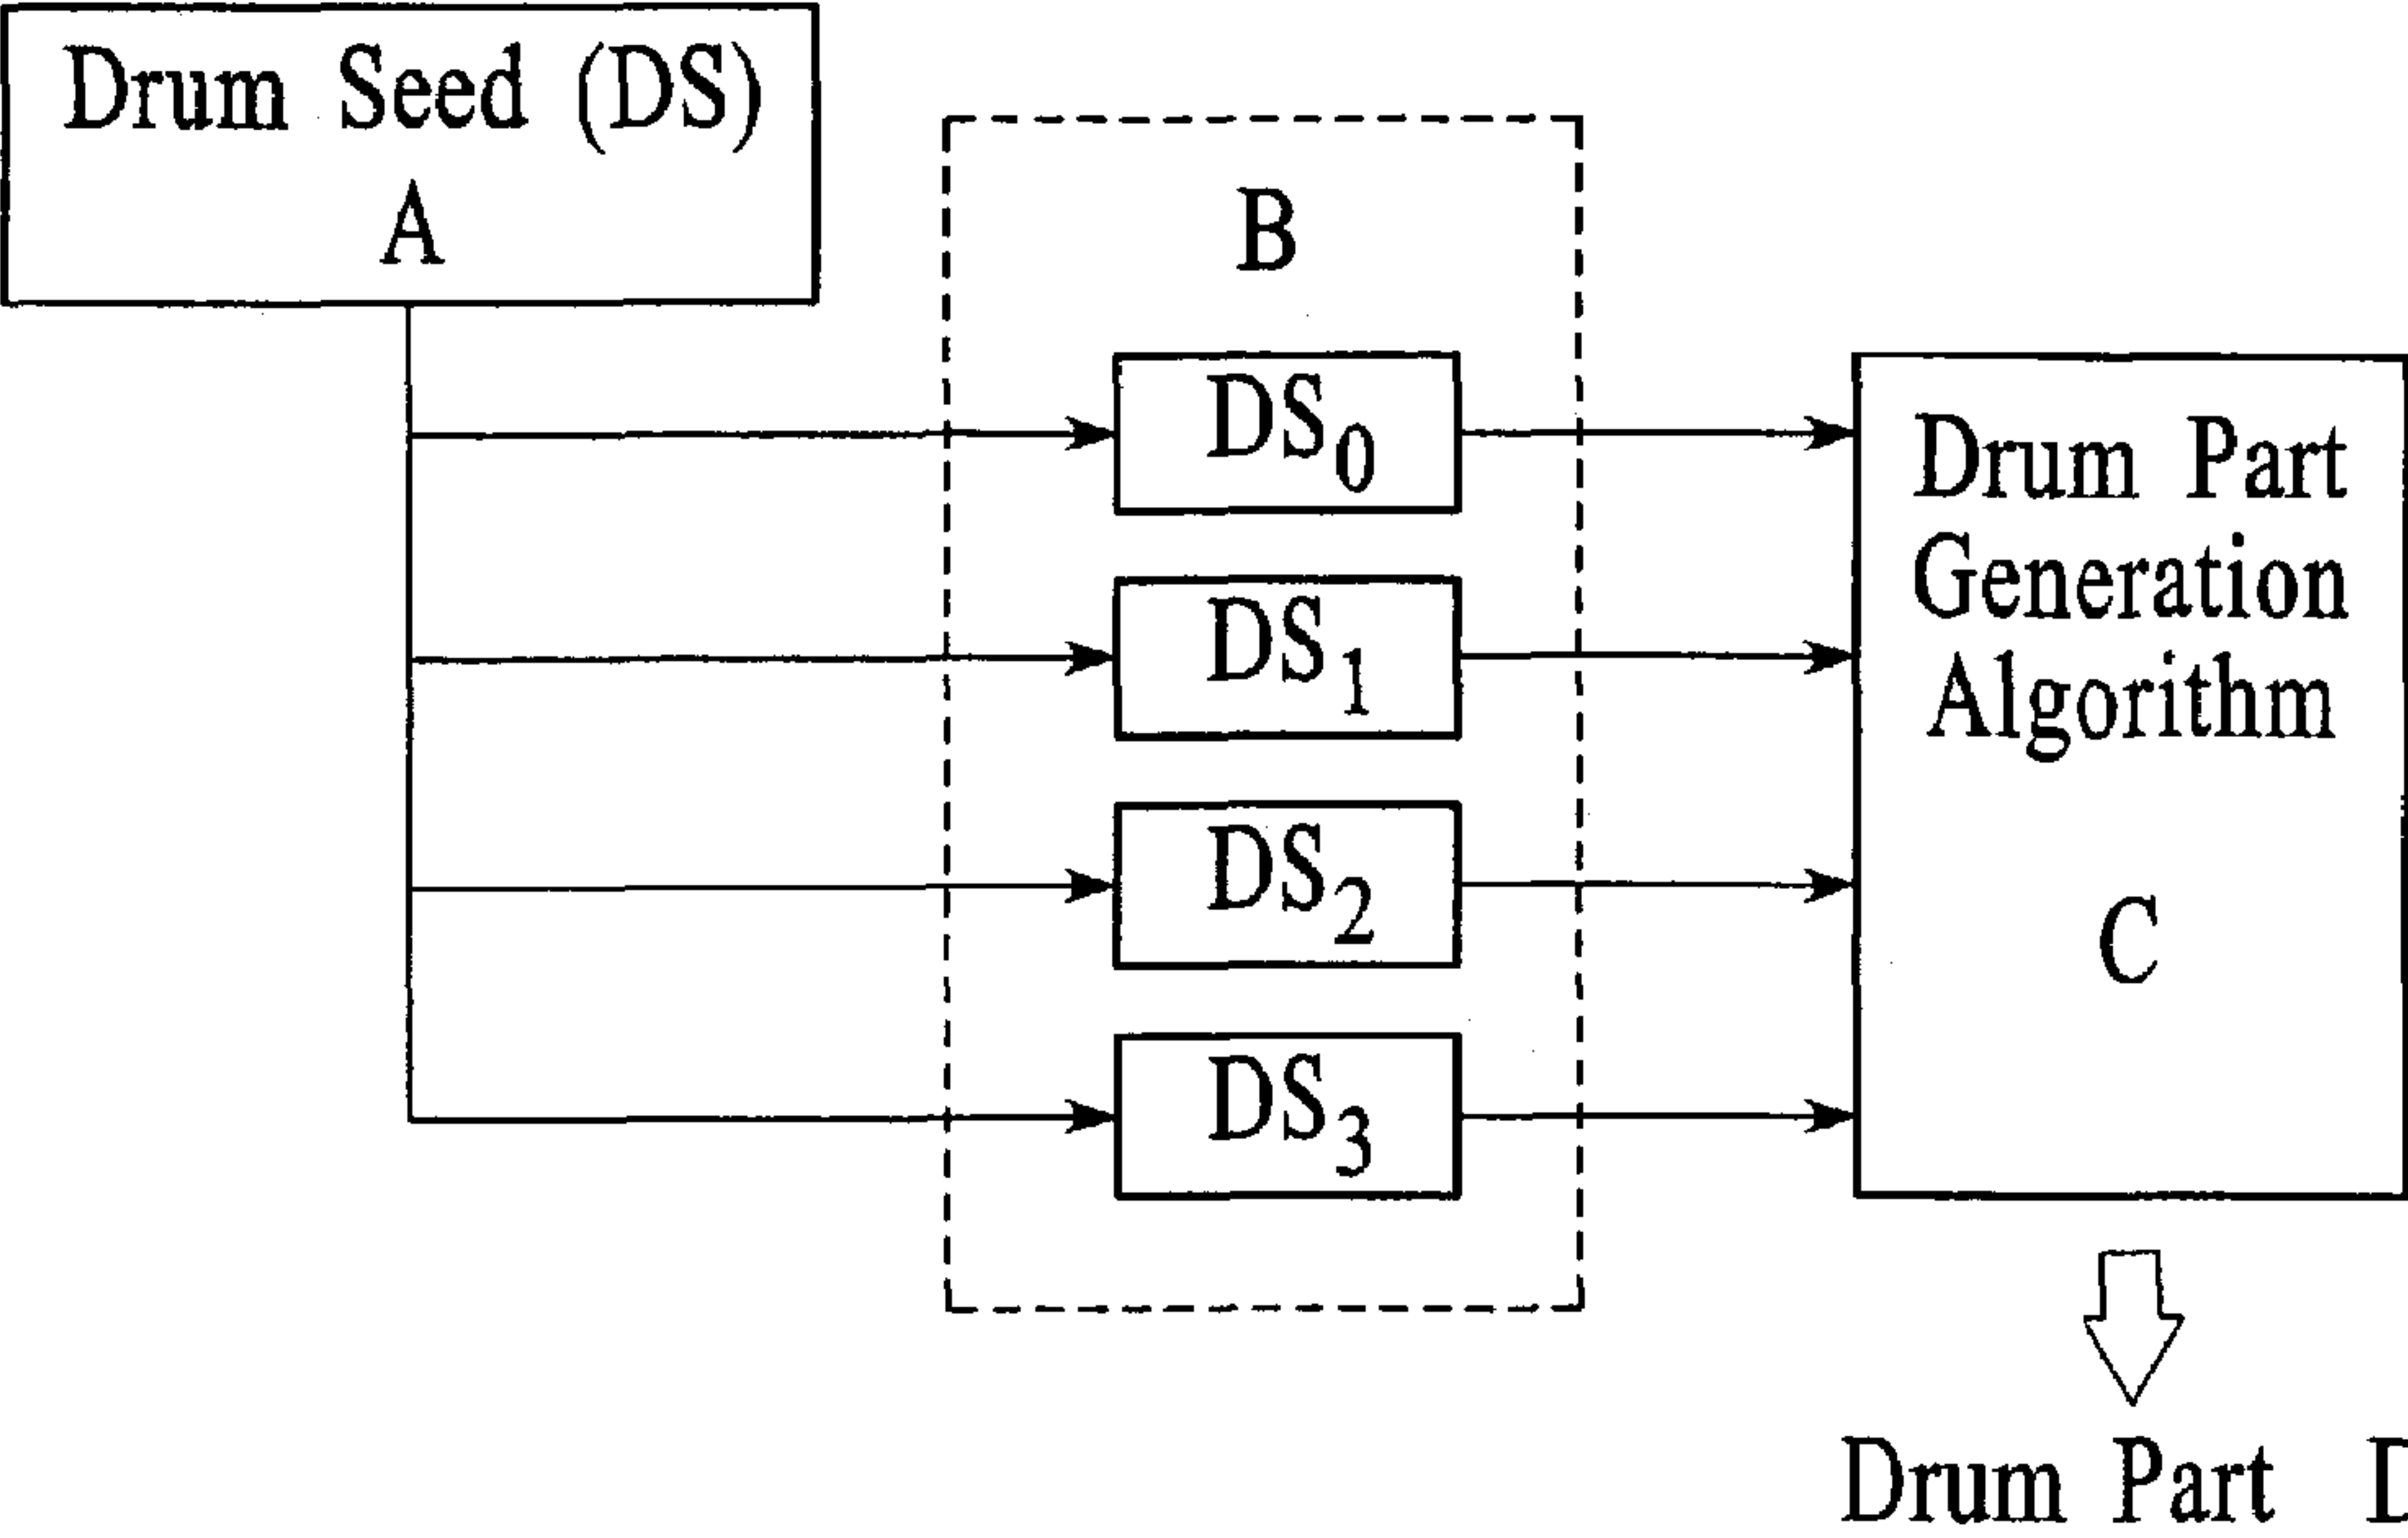 Drum Seed (DS)
A
B
DS0
DS1
DS2
DS3
Drum Part
Generation
Algorithm
C
Drum Part